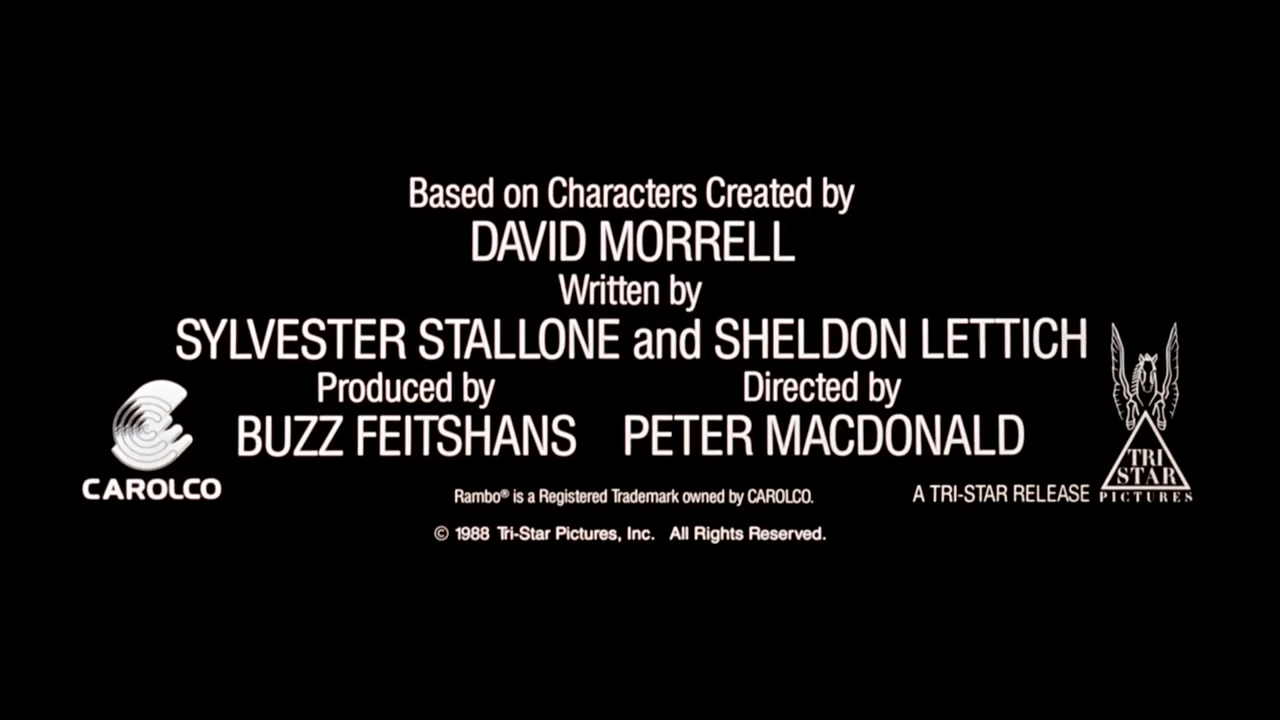 Based on Characters Created by
DAVID MORRELL
Written by
SYLVESTER STALLONE and SHELDON LETTICH
Produced by
Directed by
BUZZ FEITSHANS
PETER MACDONALD
CAROLCO
Rambo® is a Registered Trademark owned by CAROLCO.
A TRI-STAR RELEASE
TRI
STAR
PICTURES
© 1988 Tri-Star Pictures, Inc. All Rights Reserved.